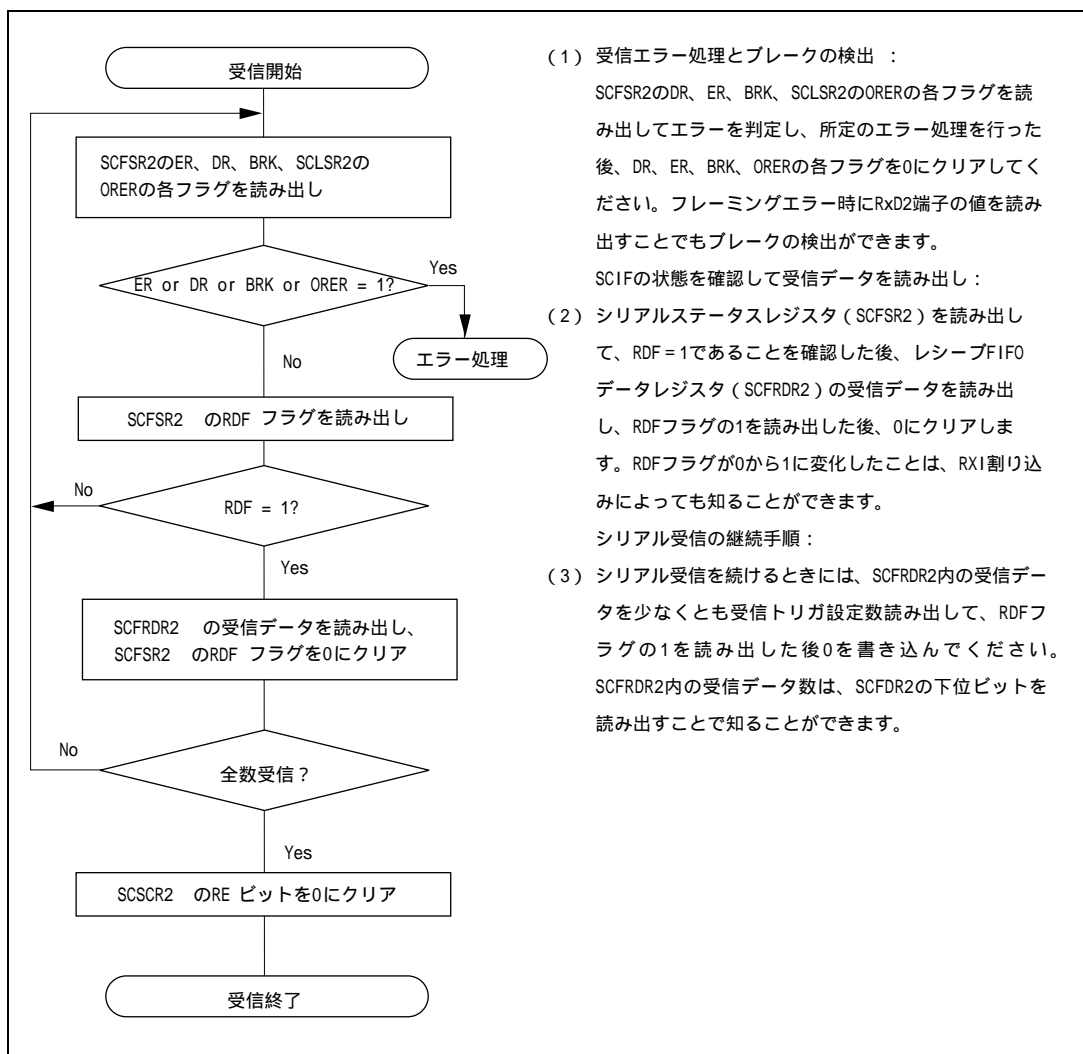 受信開始
SCFSR2のER、DR、BRK、SCLSR2の
ORERの各フラグを読み出し
ER or DR or BRK or ORER = 1?
Yes
エラー処理
No
SCFSR2 のRDF フラグを読み出し
No
RDF = 1?
Yes
SCFRDR2 の受信データを読み出し、
SCFSR2 のRDF フラグを0にクリア
No
全数受信？
Yes
SCSCR2 のRE ビットを0にクリア
受信終了
（1） 受信エラー処理とブレークの検出 ：
SCFSR2のDR、ER、BRK、SCLSR2のORERの各フラグを読
み出してエラーを判定し、所定のエラー処理を行った
後、DR、ER、BRK、ORERの各フラグを0にクリアしてく
ださい。フレーミングエラー時にRxD2端子の値を読み
出すことでもブレークの検出ができます。
SCIFの状態を確認して受信データを読み出し：
（2） シリアルステータスレジスタ（SCFSR2）を読み出し
て、RDF＝1であることを確認した後、レシーブFIFO
データレジスタ（SCFRDR2）の受信データを読み出
し、RDFフラグの1を読み出した後、0にクリアしま
す。RDFフラグが0から1に変化したことは、RXI割り込
みによっても知ることができます。
シリアル受信の継続手順：
（3） シリアル受信を続けるときには、SCFRDR2内の受信デー
タを少なくとも受信トリガ設定数読み出して、RDFフ
ラグの1を読み出した後0を書き込んでください。
SCFRDR2内の受信データ数は、SCFDR2の下位ビットを
読み出すことで知ることができます。